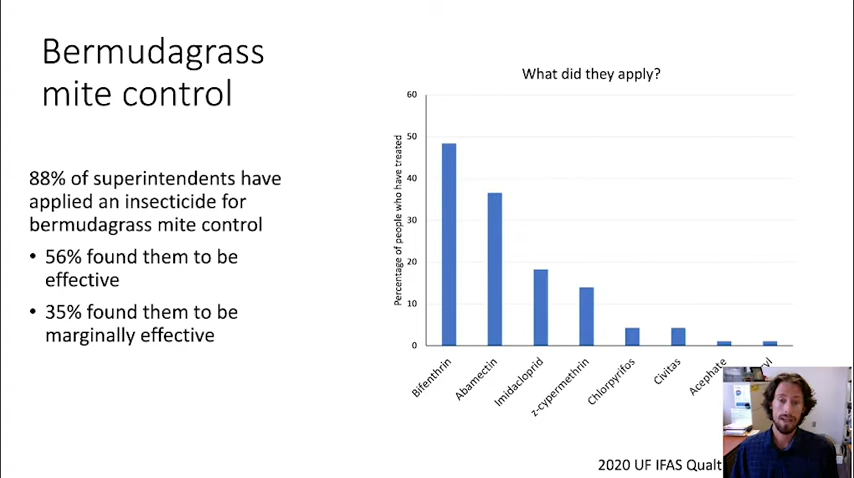 Bermudagrass
mite control
88% of superintendents have
applied an insecticide for
bermudagrass mite control
• 56% found them to be
effective
• 35% found them to be
marginally effective
What did they apply?
Percentage of people who have treated
60
50
40
30
20
10
0
Bifenthrin
Abamectin
Imidacloprid
z-cypermethrin
Chlorpyrifos
Civitas
Acephate
2020 UF IFAS